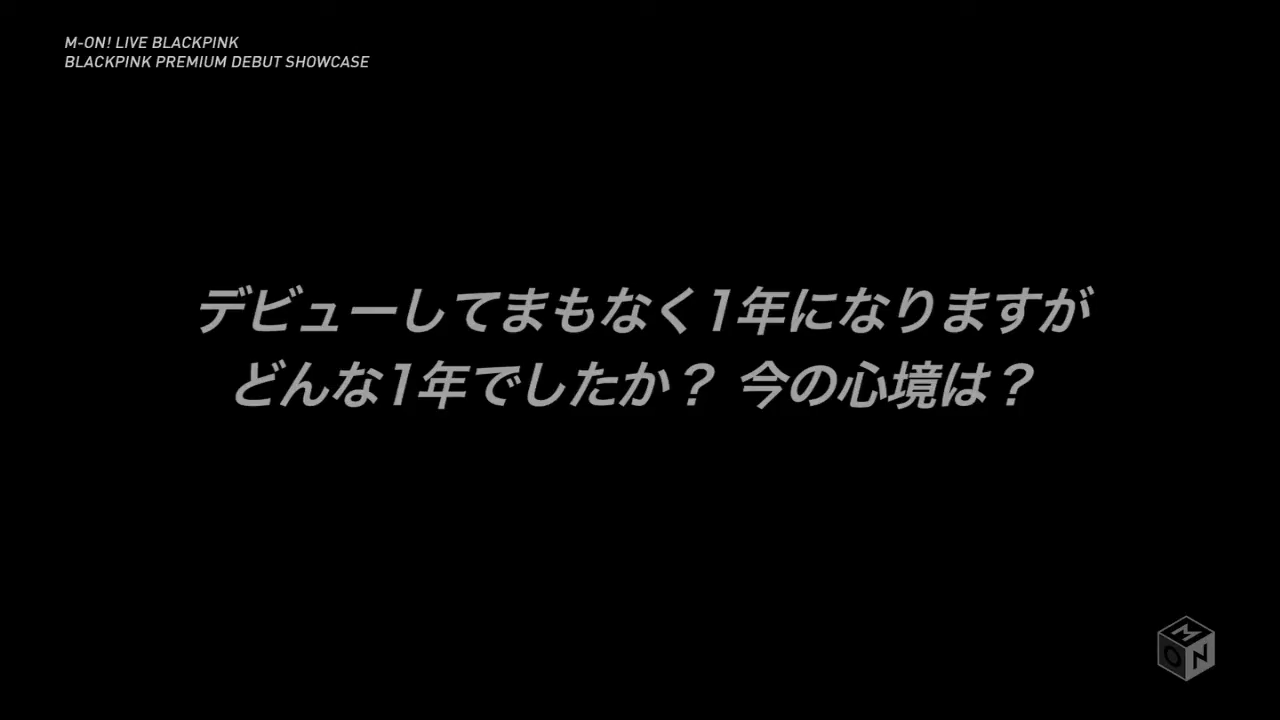 M-ON! LIVE BLACKPINK
BLACKPINK PREMIUM DEBUT SHOWCASE
デビューしてまもなく1年になりますが
どんな1年でしたか？ 今の心境は？
M
O N